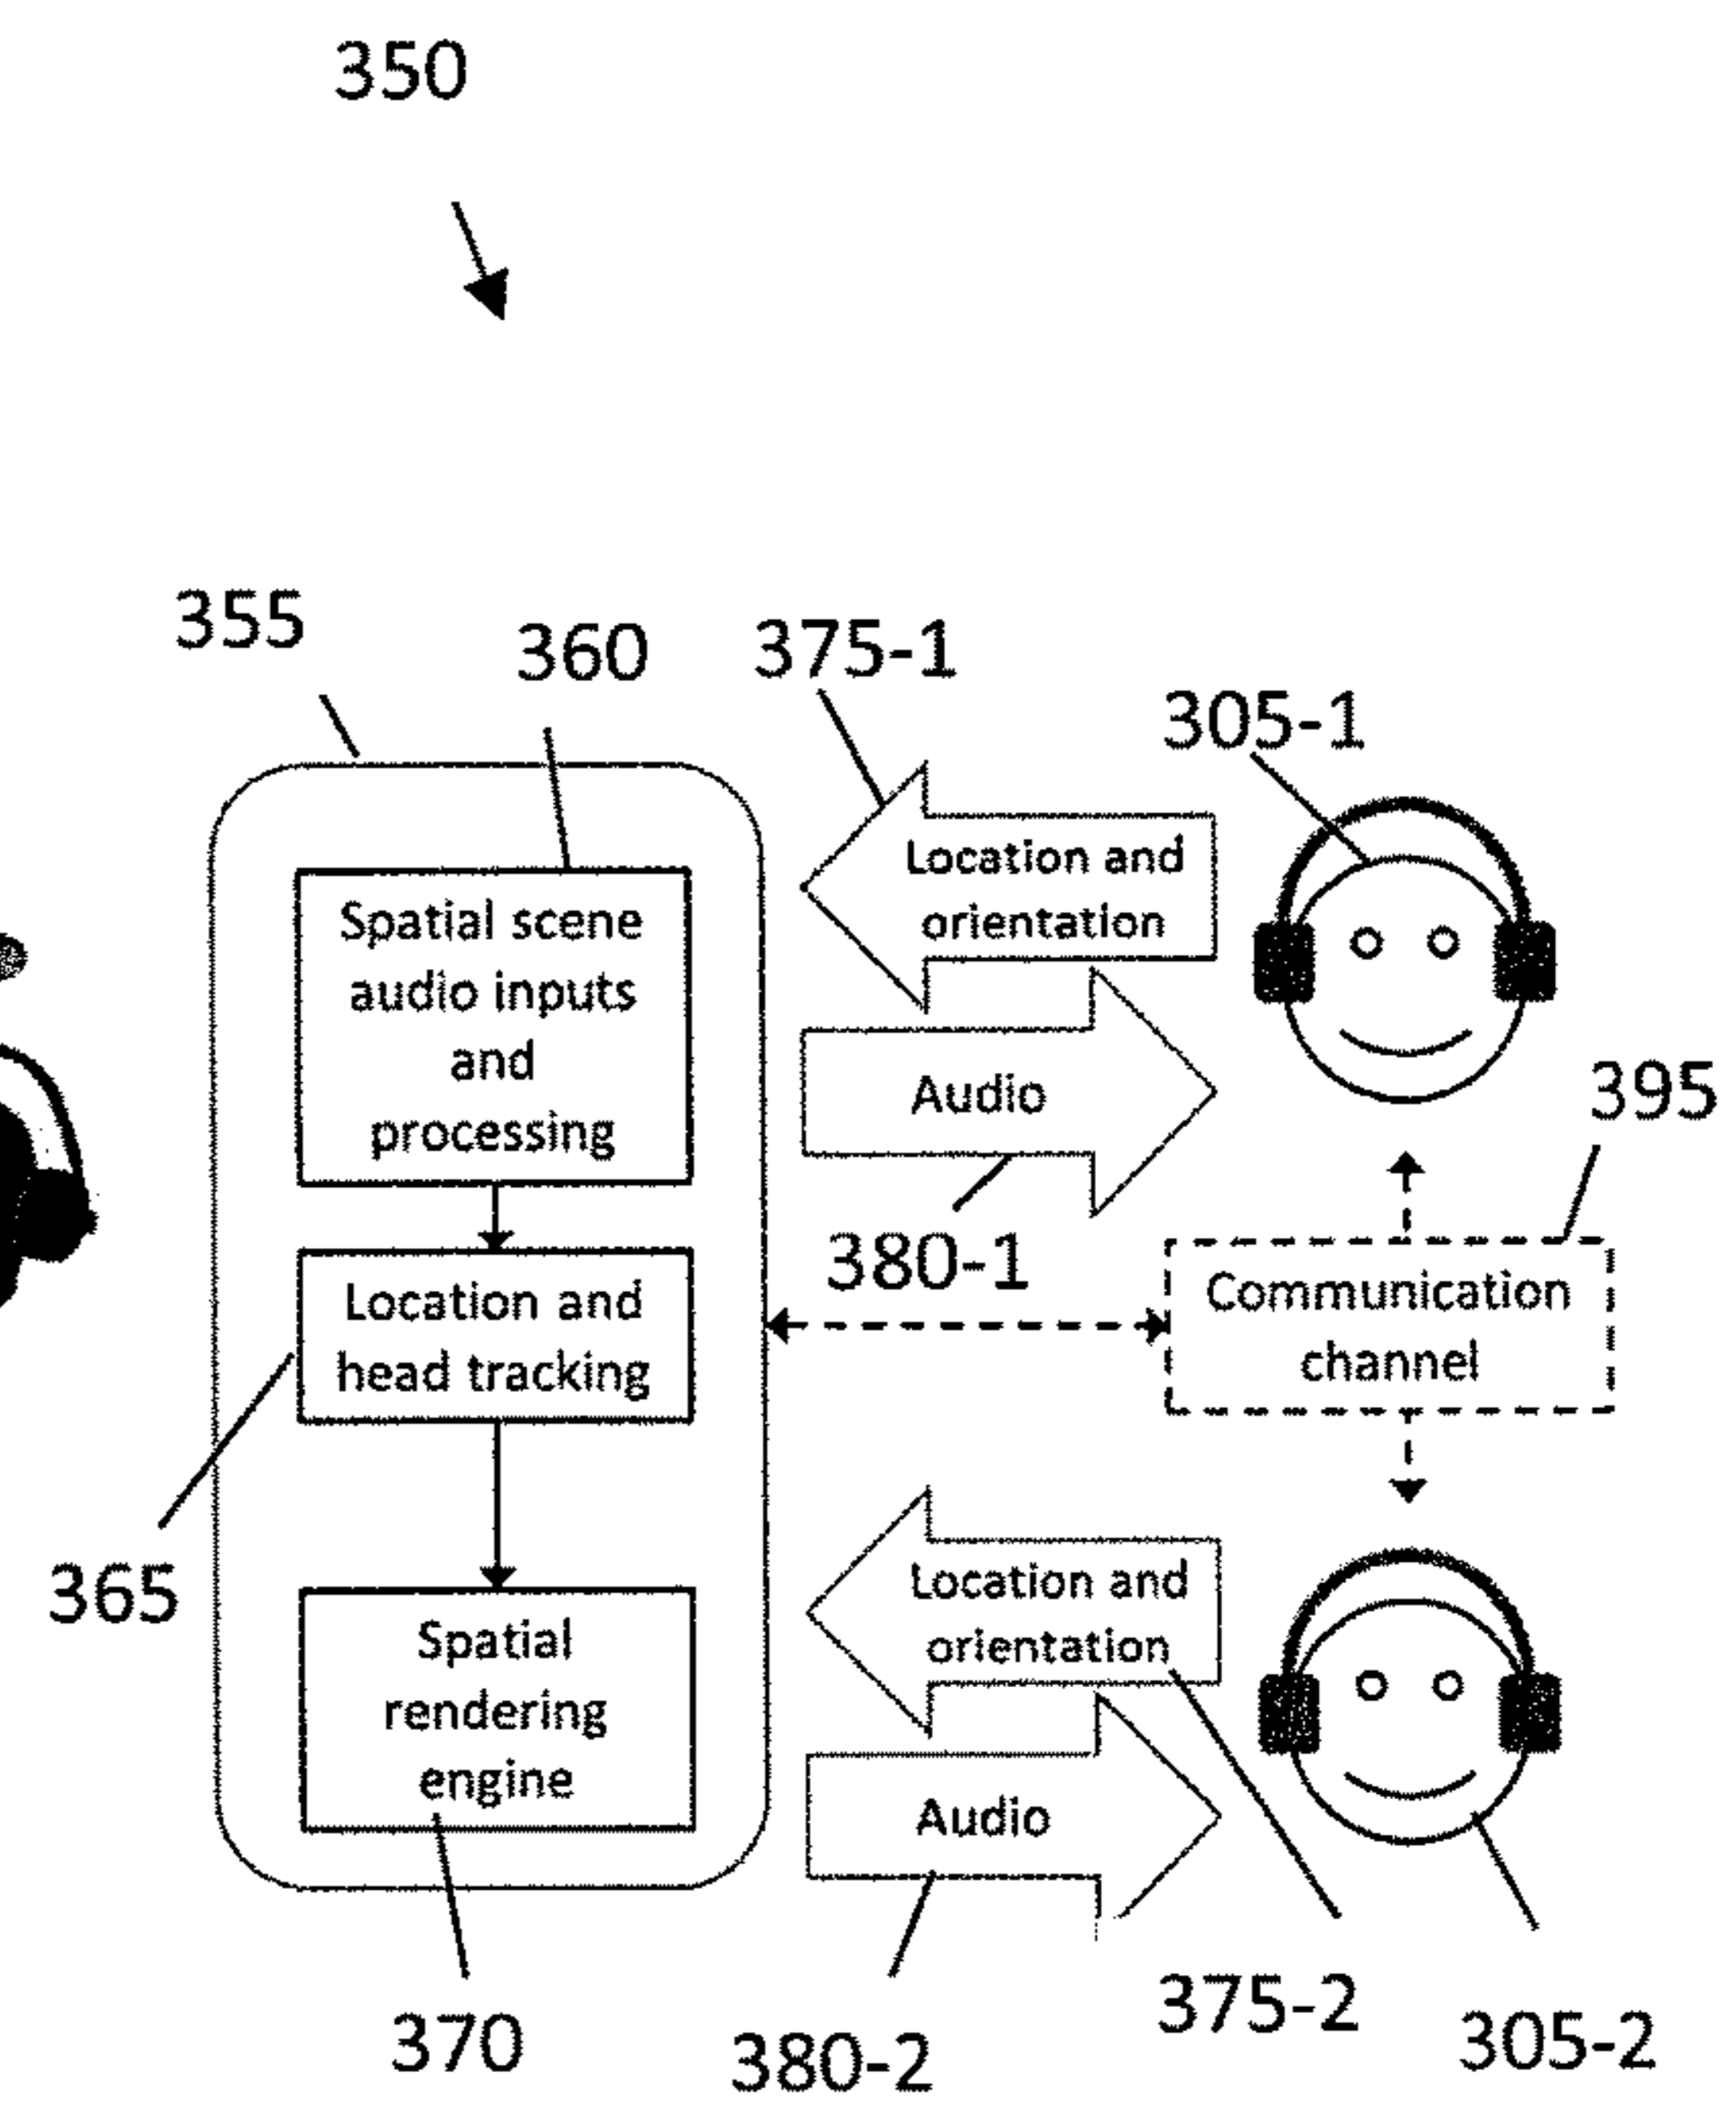 350
355
360
375-1
305-1
Location and
orientation
Spatial scene
audio inputs
and
processing
Audio
395
380-1
Communication
channel
Location and
head tracking
365
Location and
orientation
Spatial
rendering
engine
Audio
370
380-2
375-2
305-2